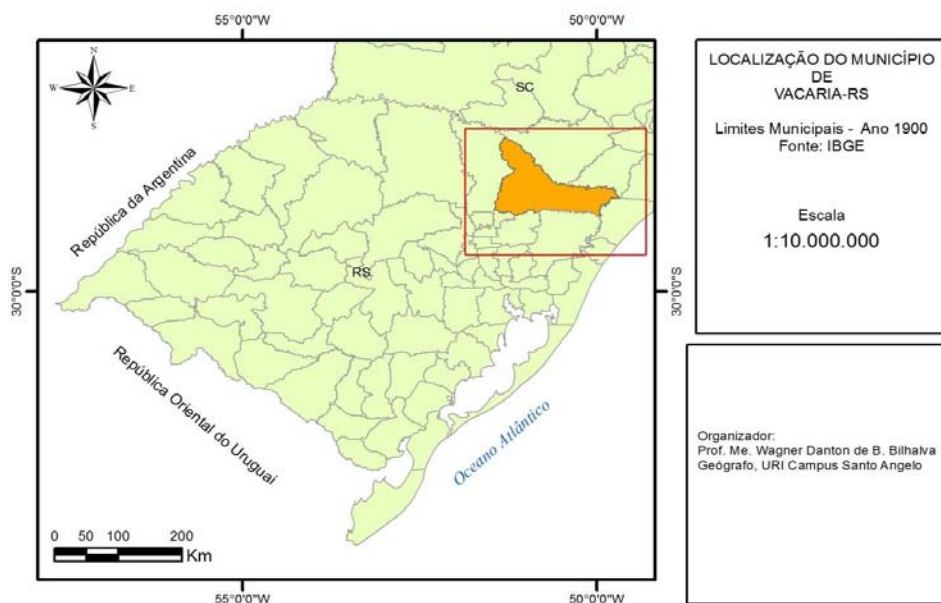 55°0'0"W
50°0'0"W
N
W
E
S
SC
República da Argentina
RS
30°0'0"S
30°0'0"S
República Oriental do Uruguai
Oceano Atlântico
0 50 100 200
Km
55°0'0"W
50°0'0"W
LOCALIZAÇÃO DO MUNICÍPIO
DE
VACARIA-RS
Limites Municipais - Ano 1900
Fonte: IBGE
Escala
1:10.000.000
Organizador:
Prof. Me. Wagner Danton de B. Bilhalva
Geógrafo, URI Campus Santo Angelo